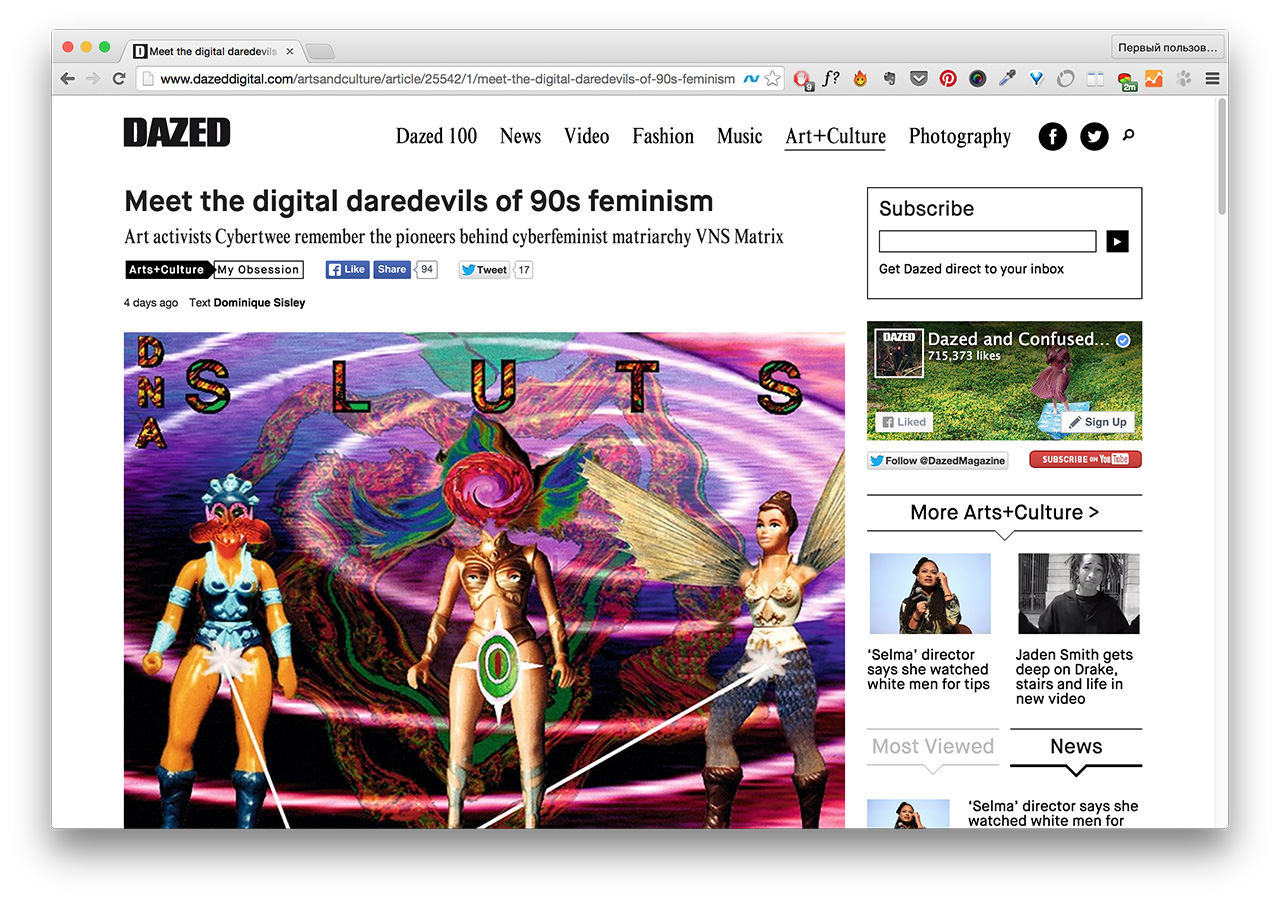 Meet the digital daredevils
Первый пользов...
www.dazeddigital.com/artsandculture/article/25542/1/meet-the-digital-daredevils-of-90s-feminism
9
f?
2m
DAZED
Dazed 100 News Video Fashion Music Art+Culture Photography
Meet the digital daredevils of 90s feminism
Art activists Cybertwee remember the pioneers behind cyberfeminist matriarchy VNS Matrix
Arts+Culture My Obsession Like Share 94 Tweet 17
4 days ago Text Dominique Sisley
DNA
SLUTS
Subscribe
Get Dazed direct to your inbox
DAZED
Dazed and Confused...
715,373 likes
Liked
Sign Up
Follow @DazedMagazine
SUBSCRIBE ON YouTube
More Arts+Culture >
‘Selma’ director
says she watched
white men for tips
Jaden Smith gets
deep on Drake,
stairs and life in
new video
Most Viewed
News
‘Selma’ director says she
watched white men for